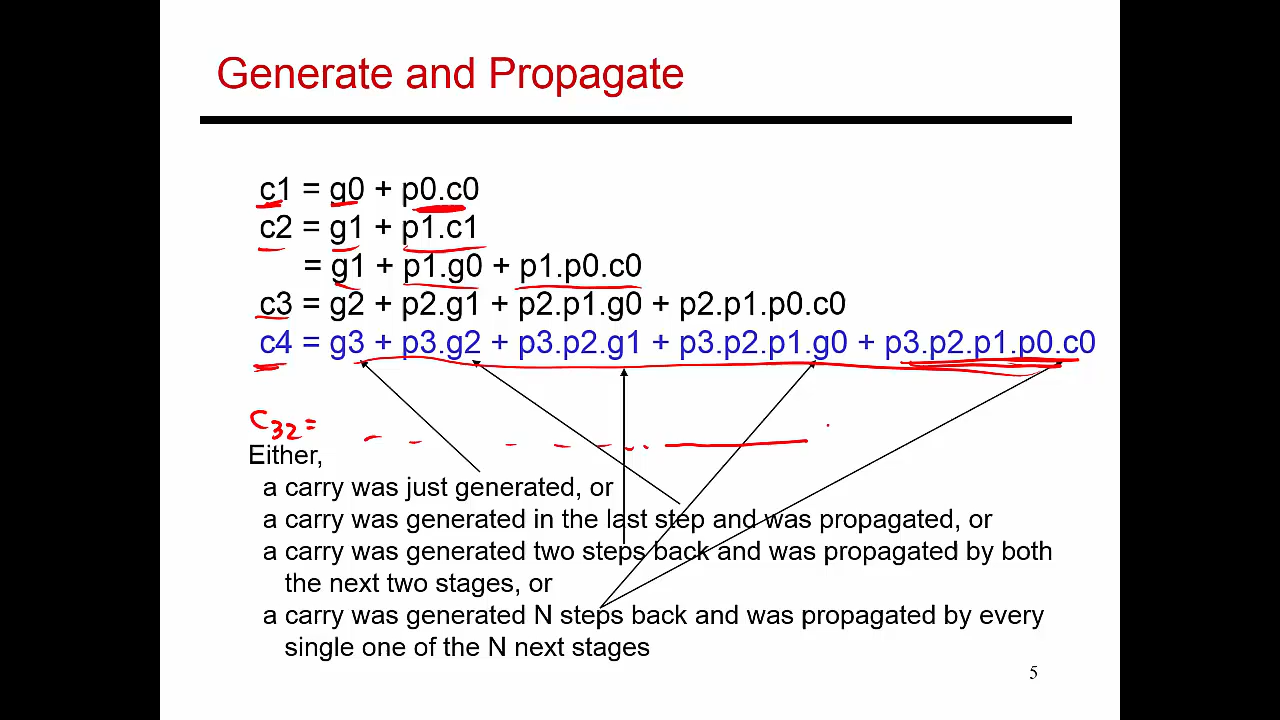 Generate and Propagate
c1 = g0 + p0.c0
c2 = g1 + p1.c1
= g1 + p1.g0 + p1.p0.c0
c3 = g2 + p2.g1 + p2.p1.g0 + p2.p1.p0.c0
c4 = g3 + p3.g2 + p3.p2.g1 + p3.p2.p1.g0 + p3.p2.p1.p0.c0
C32 =
Either,
a carry was just generated, or
a carry was generated in the last step and was propagated, or
a carry was generated two steps back and was propagated by both
the next two stages, or
a carry was generated N steps back and was propagated by every
single one of the N next stages
5